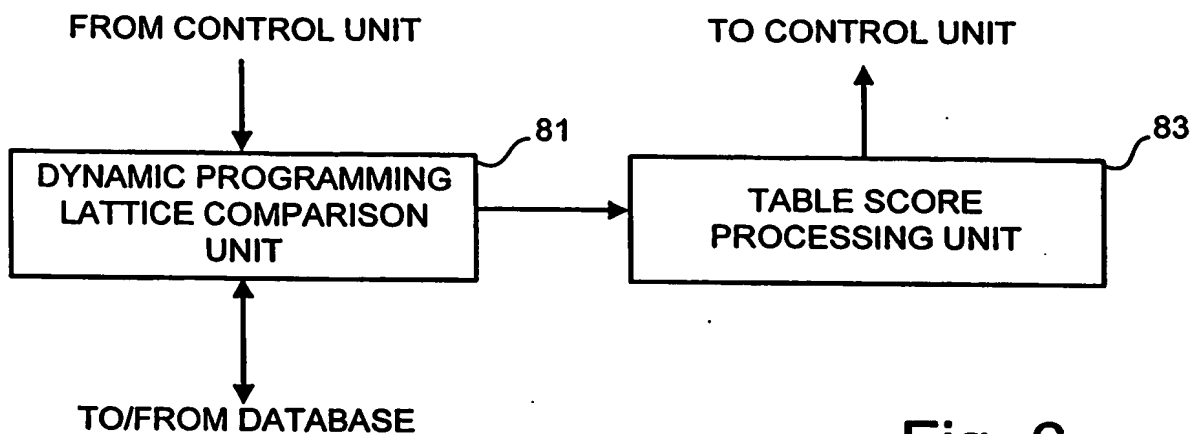 FROM CONTROL UNIT
TO CONTROL UNIT
81
83
DYNAMIC PROGRAMMING
LATTICE COMPARISON
UNIT
TABLE SCORE
PROCESSING UNIT
TO/FROM DATABASE
Fig.